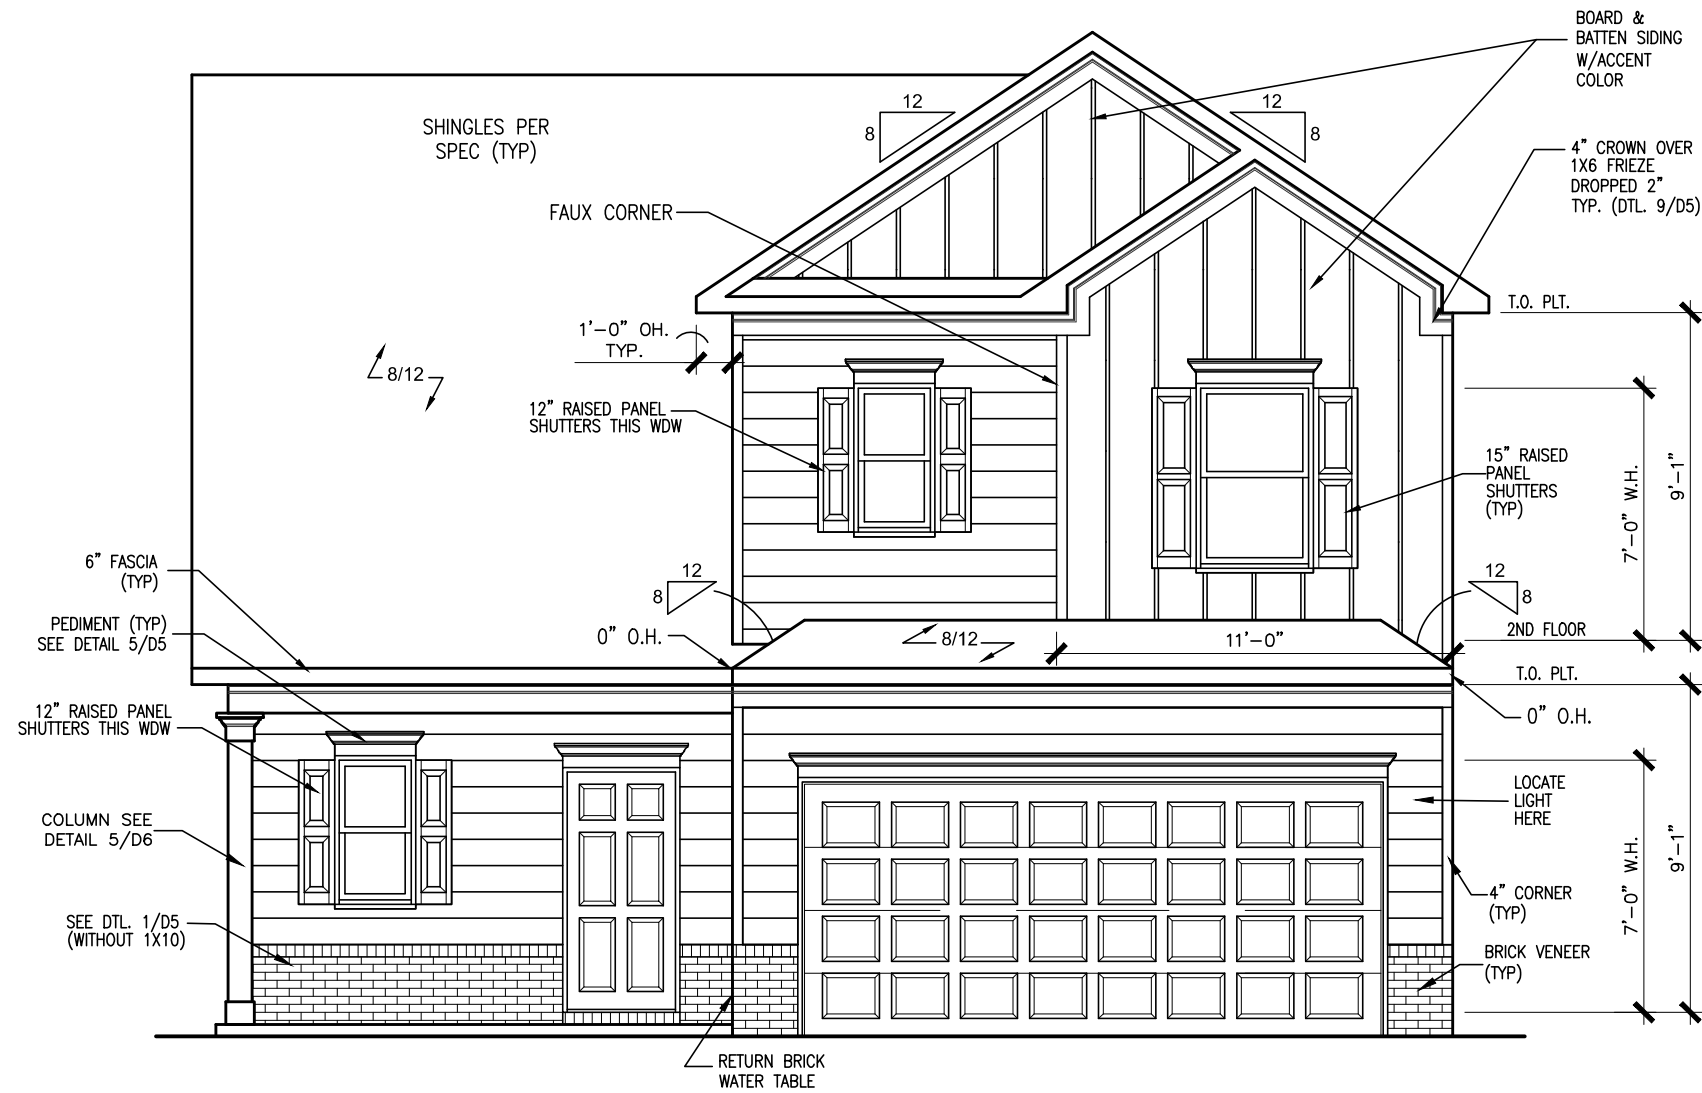 BOARD &
BATTEN SIDING
W/ACCENT
COLOR
12
8
12
8
SHINGLES PER
SPEC (TYP)
4" CROWN OVER
1X6 FRIEZE
DROPPED 2"
TYP. (DTL. 9/D5)
FAUX CORNER
T.O. PLT.
1'-0" OH.
TYP.
8/12
12" RAISED PANEL
SHUTTERS THIS WDW
15" RAISED
PANEL
SHUTTERS
(TYP)
7'-0" W.H.
9'-1"
6" FASCIA
(TYP)
12
8
12
8
PEDIMENT (TYP)
SEE DETAIL 5/D5
0" O.H.
8/12
11'-0"
2ND FLOOR
T.O. PLT.
12" RAISED PANEL
SHUTTERS THIS WDW
0" O.H.
LOCATE
LIGHT
HERE
COLUMN SEE
DETAIL 5/D6
7'-0" W.H.
9'-1"
4" CORNER
(TYP)
SEE DTL. 1/D5
(WITHOUT 1X10)
BRICK VENEER
(TYP)
RETURN BRICK
WATER TABLE